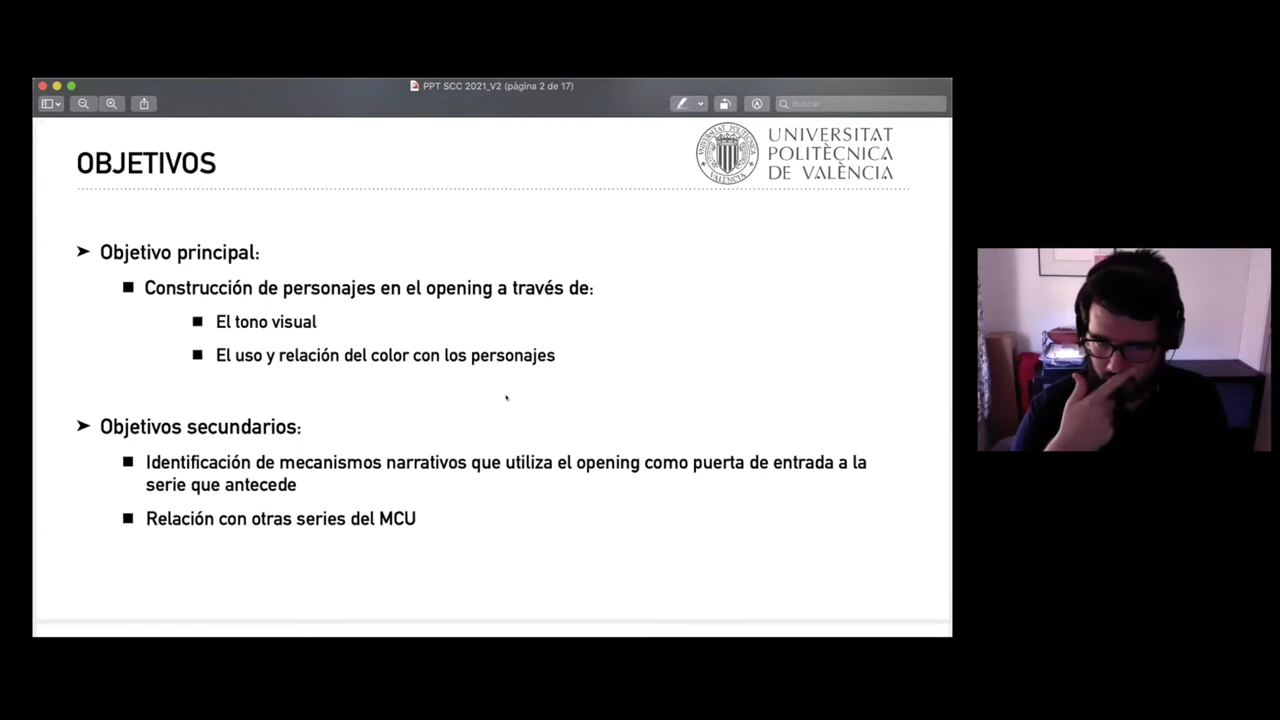 PPT SCC 2021_V2 (pàgina 2 de 17)
Buscar
OBJETIVOS
UNIVERSITAT
POLITÈCNICA
DE VALÈNCIA
➤ Objetivo principal:
■ Construcción de personajes en el opening a través de:
■ El tono visual
■ El uso y relación del color con los personajes
➤ Objetivos secundarios:
■ Identificación de mecanismos narrativos que utiliza el opening como puerta de entrada a la
serie que antecede
■ Relación con otras series del MCU